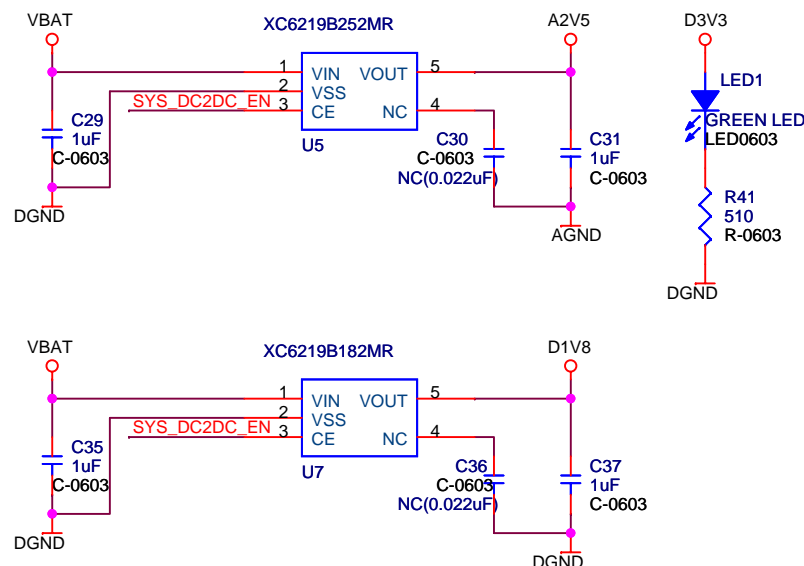 VBAT
XC6219B252MR
A2V5
D3V3
1 VIN VOUT 5
2 VSS
SYS_DC2DC_EN 3 CE NC 4
U5
C29
1uF
C-0603
DGND
C30
C-0603
NC(0.022uF)
C31
1uF
C-0603
AGND
LED1
GREEN LED
LED0603
R41
510
R-0603
DGND
VBAT
XC6219B182MR
D1V8
1 VIN VOUT 5
2 VSS
SYS_DC2DC_EN 3 CE NC 4
U7
C35
1uF
C-0603
DGND
C36
C-0603
NC(0.022uF)
C37
1uF
C-0603
DGND